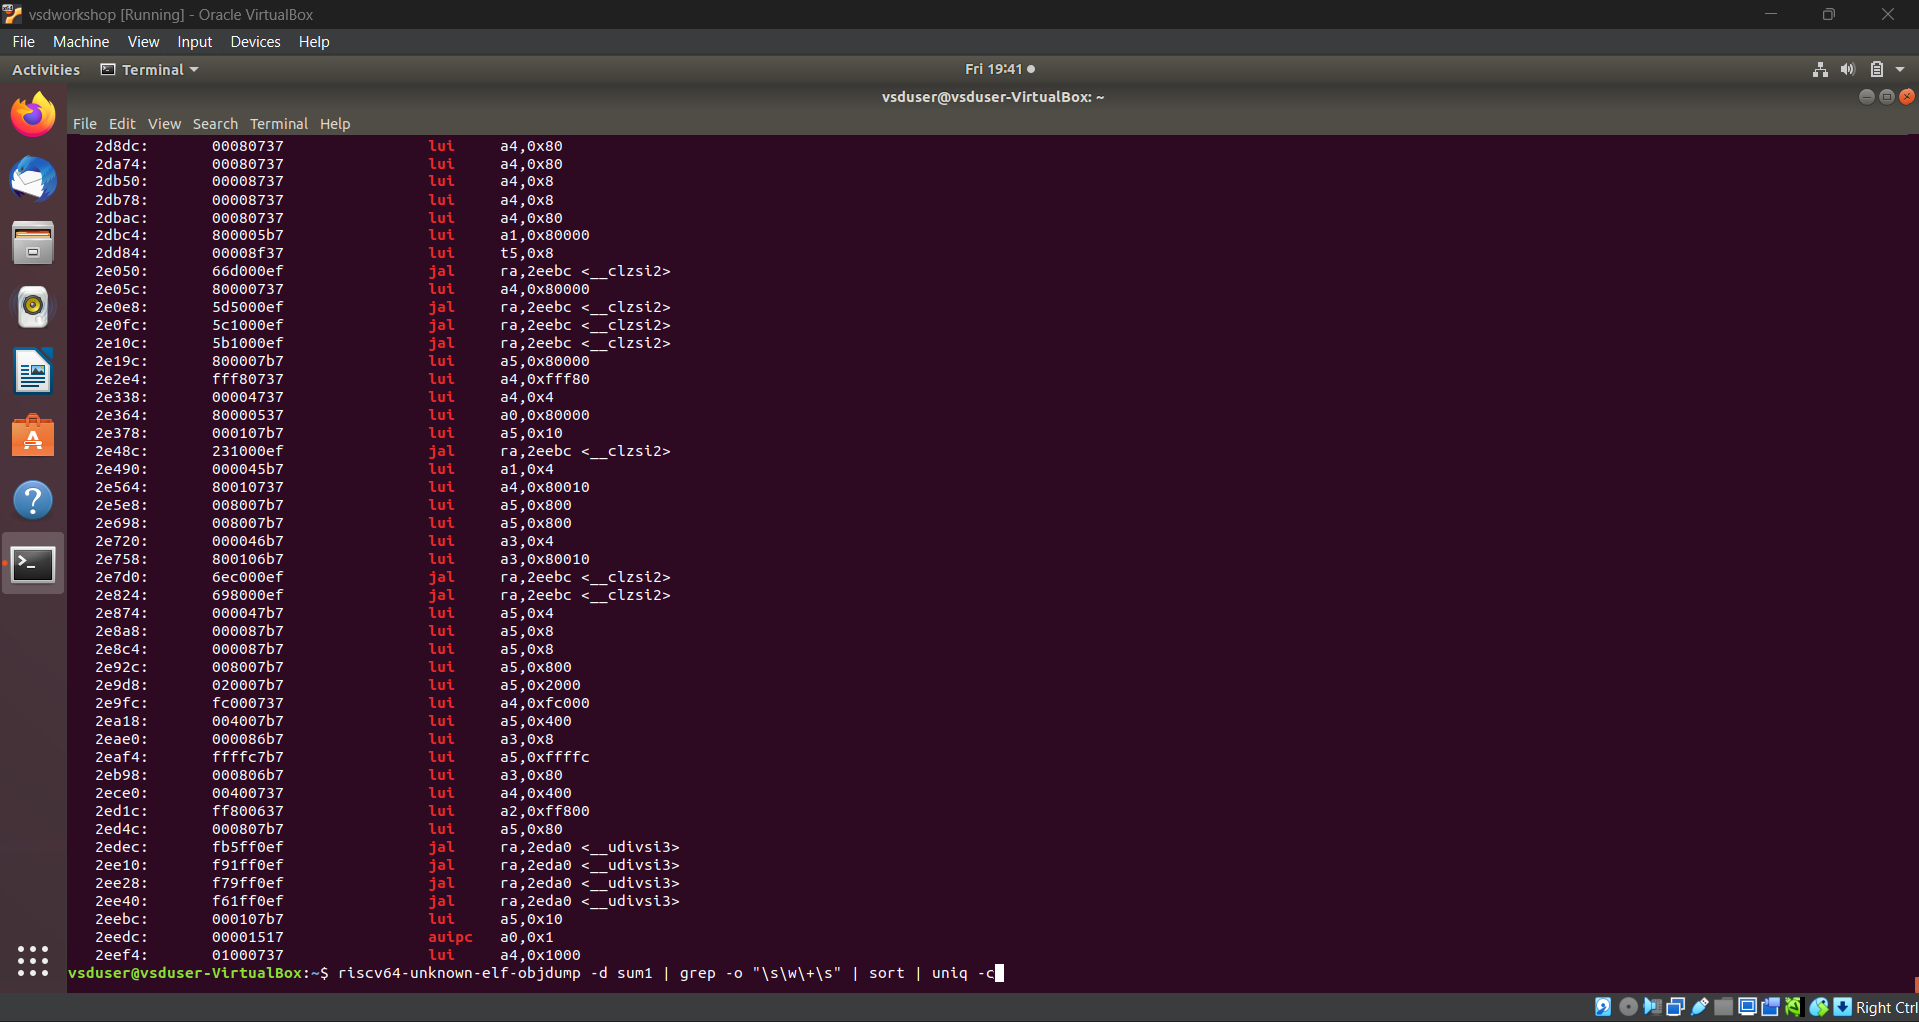 vsdworkshop [Running] - Oracle VirtualBox
File Machine View Input Devices Help
Activities Terminal Fri 19:41
vsduser@vsduser-VirtualBox: ~
File Edit View Search Terminal Help
2d8dc: 00080737 lui a4,0x80
2da74: 00080737 lui a4,0x80
2db50: 00008737 lui a4,0x8
2db78: 00008737 lui a4,0x8
2dbac: 00080737 lui a4,0x80
2dbc4: 800005b7 lui a1,0x80000
2dd84: 00008f37 lui t5,0x8
2e050: 66d000ef jal ra,2eebc <__clzsi2>
2e05c: 80000737 lui a4,0x80000
2e0e8: 5d5000ef jal ra,2eebc <__clzsi2>
2e0fc: 5c1000ef jal ra,2eebc <__clzsi2>
2e10c: 5b1000ef jal ra,2eebc <__clzsi2>
2e19c: 800007b7 lui a5,0x80000
2e2e4: fff80737 lui a4,0xfff80
2e338: 00004737 lui a4,0x4
2e364: 80000537 lui a0,0x80000
2e378: 000107b7 lui a5,0x10
2e48c: 231000ef jal ra,2eebc <__clzsi2>
2e490: 000045b7 lui a1,0x4
2e564: 80010737 lui a4,0x80010
2e5e8: 008007b7 lui a5,0x800
2e698: 008007b7 lui a5,0x800
2e720: 000046b7 lui a3,0x4
2e758: 800106b7 lui a3,0x80010
2e7d0: 6ec000ef jal ra,2eebc <__clzsi2>
2e824: 698000ef jal ra,2eebc <__clzsi2>
2e874: 000047b7 lui a5,0x4
2e8a8: 000087b7 lui a5,0x8
2e8c4: 000087b7 lui a5,0x8
2e92c: 008007b7 lui a5,0x800
2e9d8: 020007b7 lui a5,0x2000
2e9fc: fc000737 lui a4,0xfc000
2ea18: 004007b7 lui a5,0x400
2eae0: 000086b7 lui a3,0x8
2eaf4: ffffc7b7 lui a5,0xffffc
2eb98: 000806b7 lui a3,0x80
2ece0: 00400737 lui a4,0x400
2ed1c: ff800637 lui a2,0xff800
2ed4c: 000807b7 lui a5,0x80
2edec: fb5ff0ef jal ra,2eda0 <__udivsi3>
2ee10: f91ff0ef jal ra,2eda0 <__udivsi3>
2ee28: f79ff0ef jal ra,2eda0 <__udivsi3>
2ee40: f61ff0ef jal ra,2eda0 <__udivsi3>
2eebc: 000107b7 lui a5,0x10
2eedc: 00001517 auipc a0,0x1
2eef4: 01000737 lui a4,0x1000
vsduser@vsduser-VirtualBox:~$ riscv64-unknown-elf-objdump -d sum1 | grep -o "\s\w\+\s" | sort | uniq -c
Right Ctrl